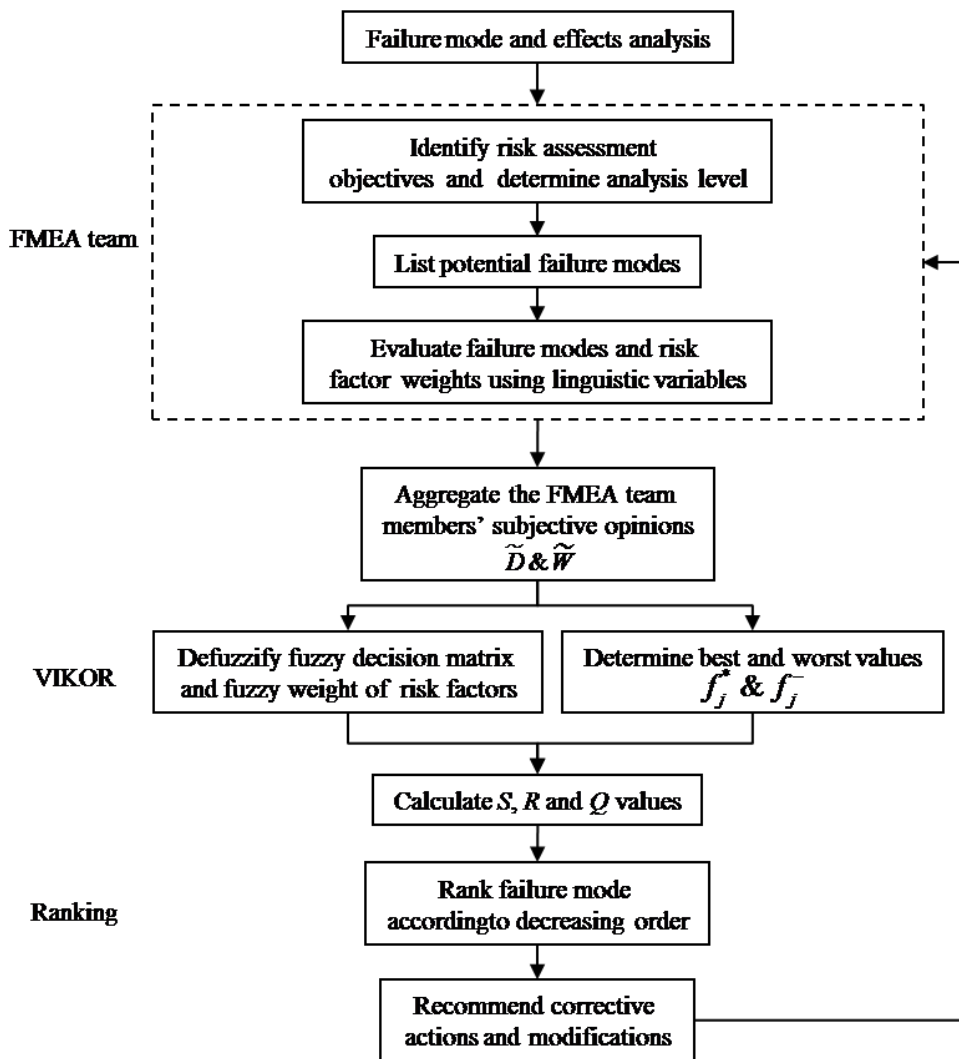 Failure mode and effects analysis
Identify risk assessment
objectives and determine analysis level
FMEA team
List potential failure modes
Evaluate failure modes and risk
factor weights using linguistic variables
Aggregate the FMEA team
members’ subjective opinions
D̃ & W̃
VIKOR
Defuzzify fuzzy decision matrix
and fuzzy weight of risk factors
Determine best and worst values
f_j^* & f_j^-
Calculate S, R and Q values
Ranking
Rank failure mode
accordingto decreasing order
Recommend corrective
actions and modifications